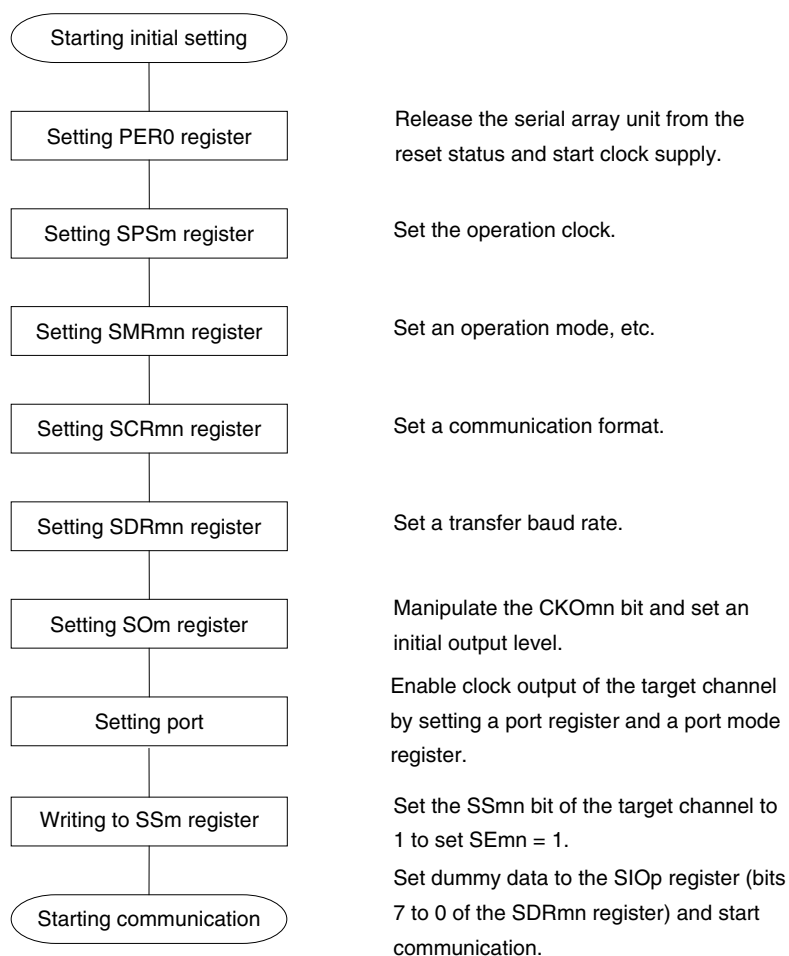 Starting initial setting
Setting PER0 register
Release the serial array unit from the
reset status and start clock supply.
Setting SPSm register
Set the operation clock.
Setting SMRmn register
Set an operation mode, etc.
Setting SCRmn register
Set a communication format.
Setting SDRmn register
Set a transfer baud rate.
Setting SOm register
Manipulate the CKOmn bit and set an
initial output level.
Setting port
Enable clock output of the target channel
by setting a port register and a port mode
register.
Writing to SSm register
Set the SSmn bit of the target channel to
1 to set SEmn = 1.
Starting communication
Set dummy data to the SIOp register (bits
7 to 0 of the SDRmn register) and start
communication.